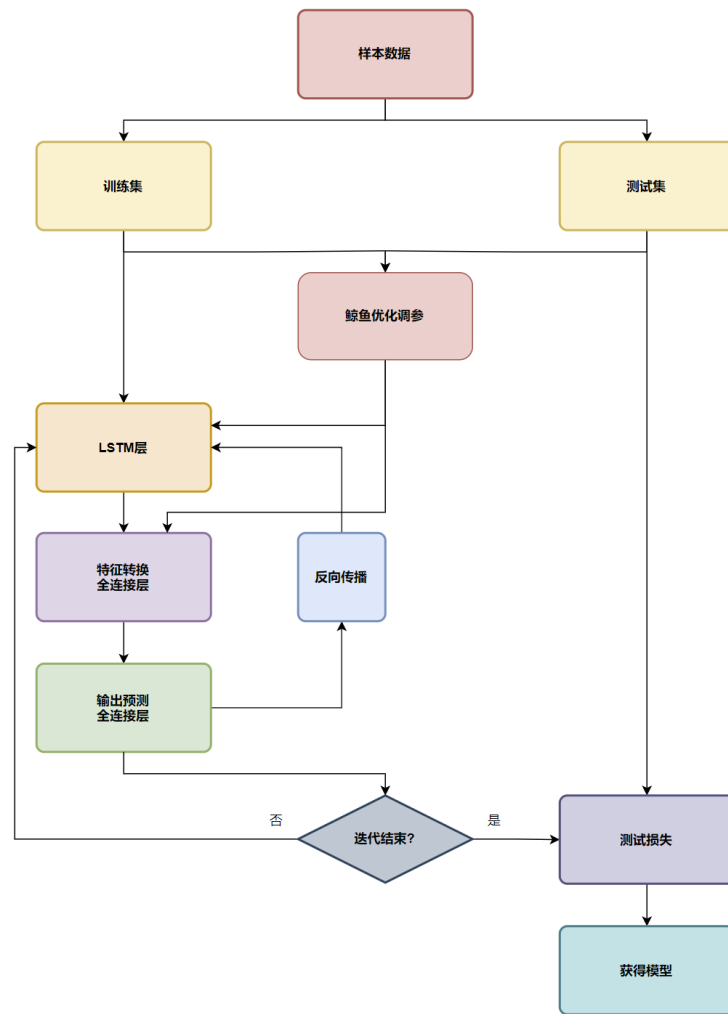 样本数据
训练集
测试集
鲸鱼优化调参
LSTM层
特征转换
全连接层
反向传播
输出预测
全连接层
否
迭代结束?
是
测试损失
获得模型